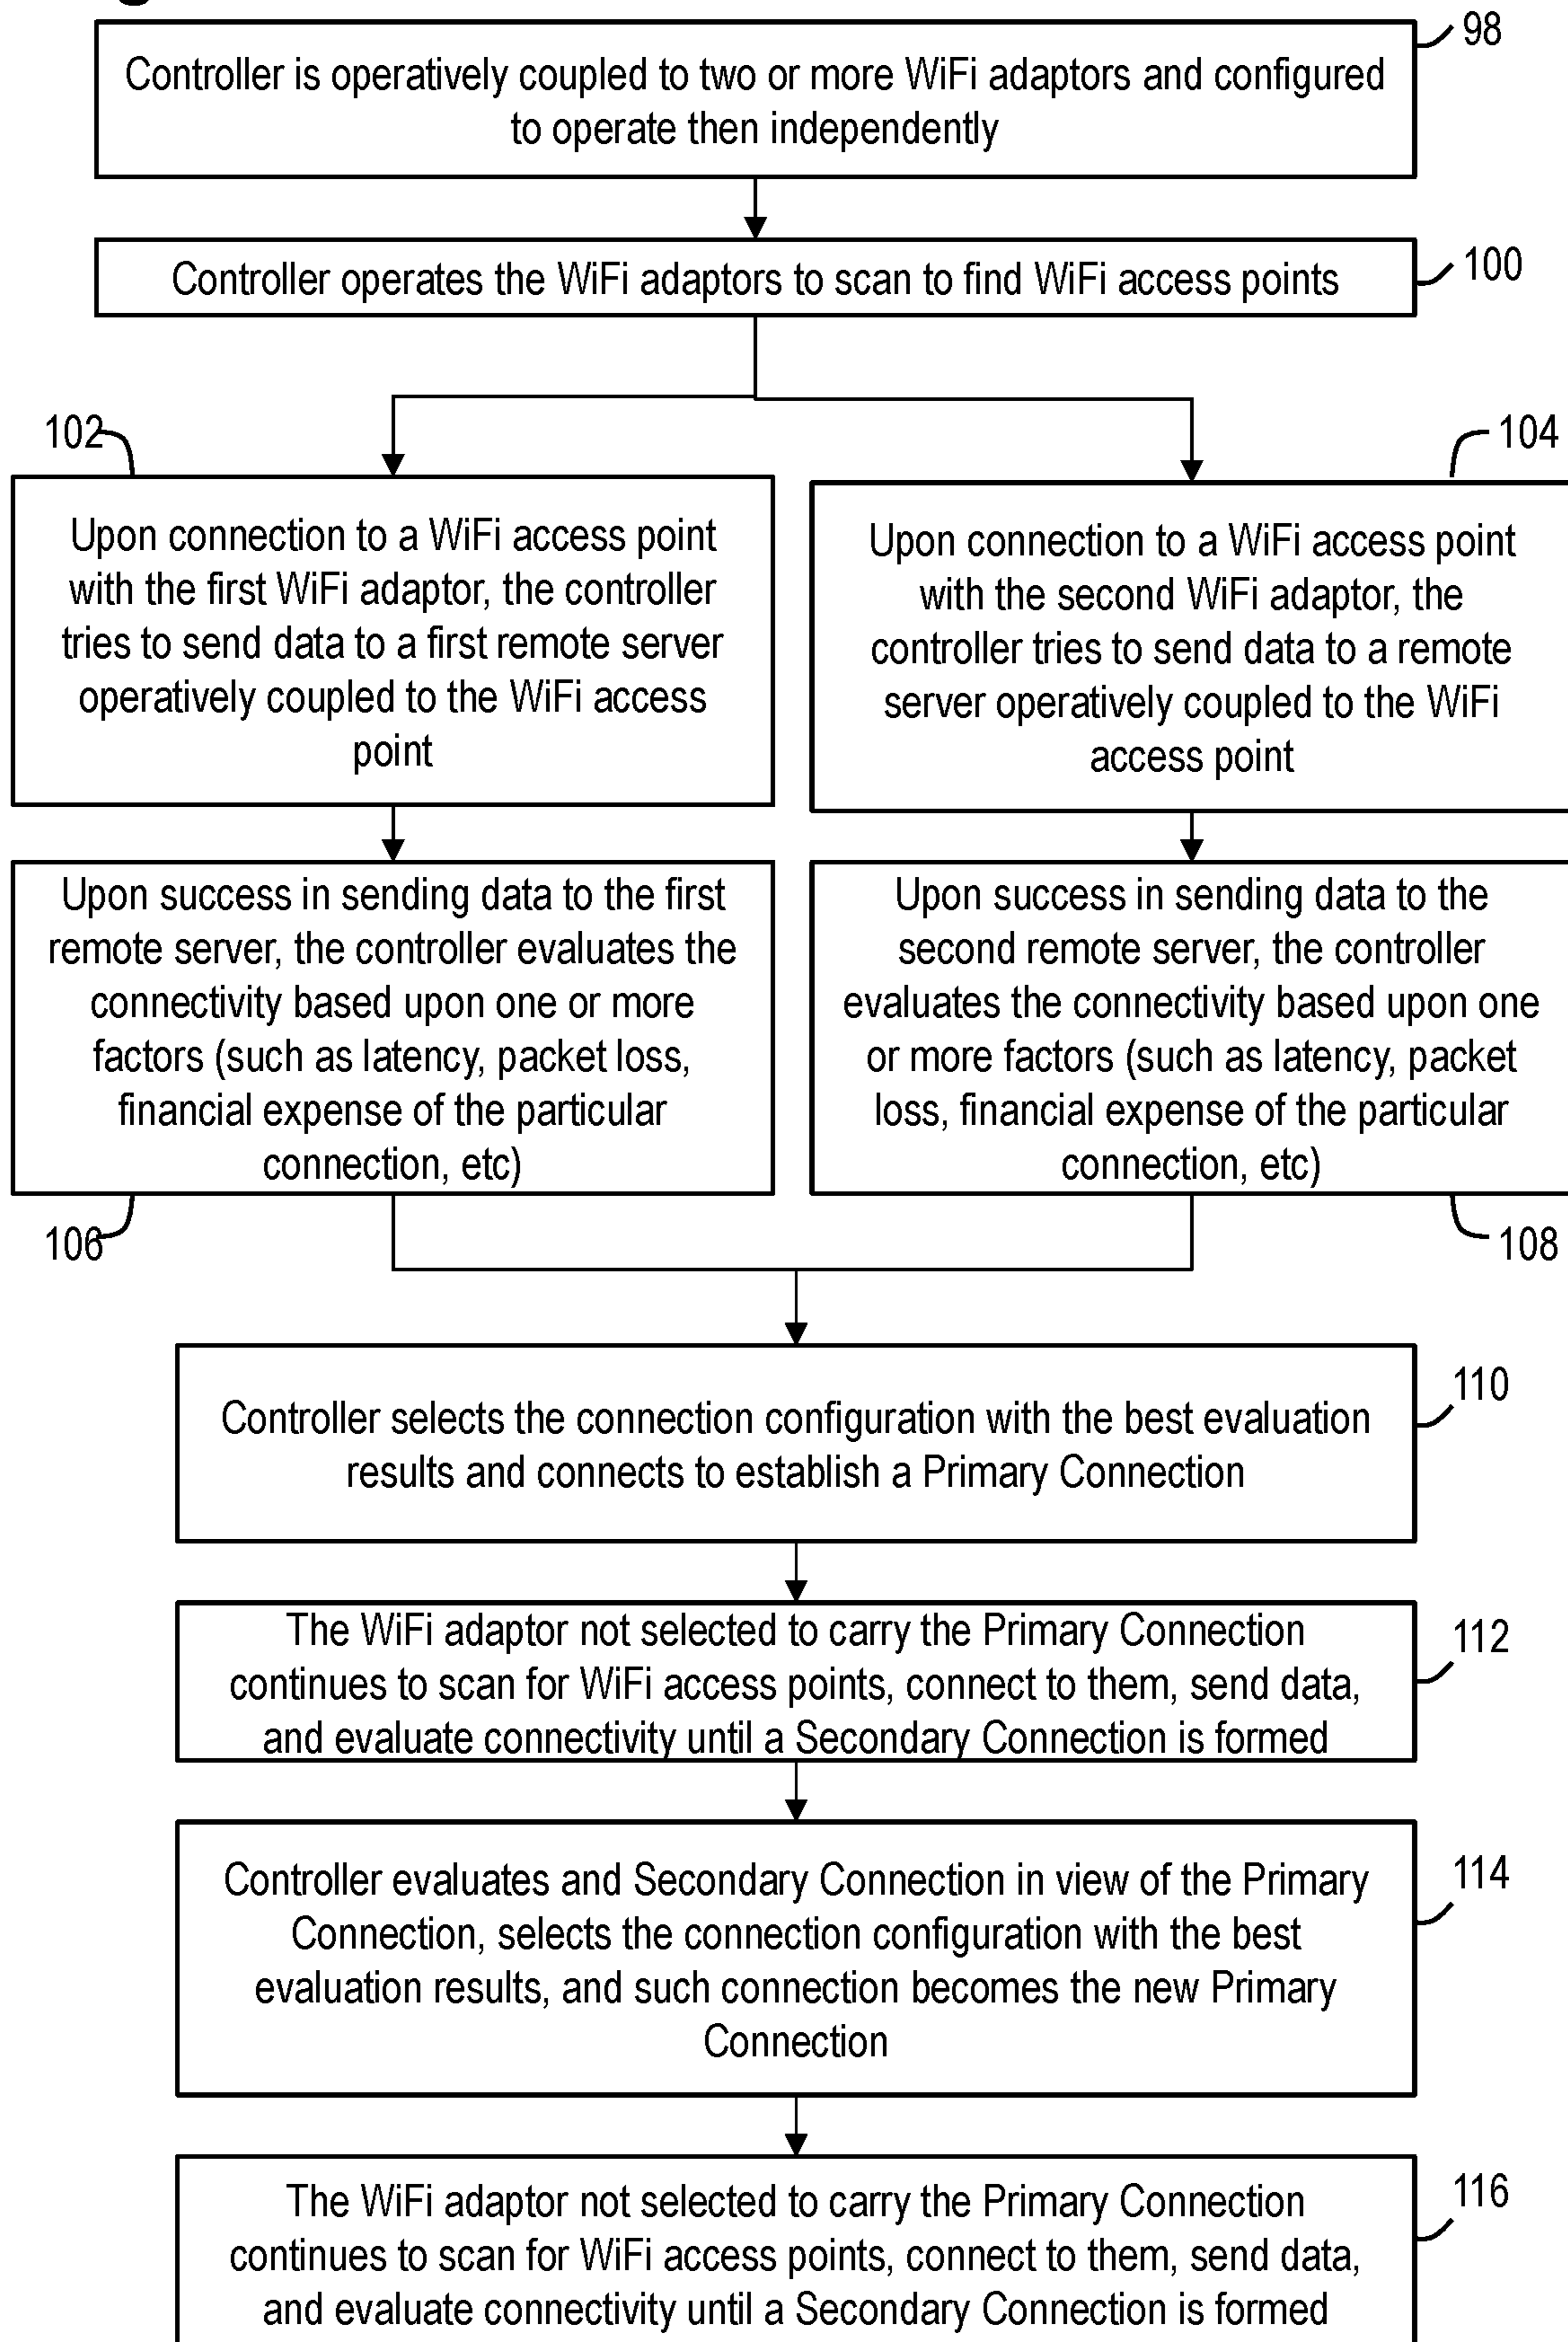 98
Controller is operatively coupled to two or more WiFi adaptors and configured
to operate then independently
Controller operates the WiFi adaptors to scan to find WiFi access points
100
102
104
Upon connection to a WiFi access point
with the first WiFi adaptor, the controller
tries to send data to a first remote server
operatively coupled to the WiFi access
point
Upon connection to a WiFi access point
with the second WiFi adaptor, the
controller tries to send data to a remote
server operatively coupled to the WiFi
access point
Upon success in sending data to the first
remote server, the controller evaluates the
connectivity based upon one or more
factors (such as latency, packet loss,
financial expense of the particular
connection, etc)
Upon success in sending data to the
second remote server, the controller
evaluates the connectivity based upon one
or more factors (such as latency, packet
loss, financial expense of the particular
connection, etc)
106
108
110
Controller selects the connection configuration with the best evaluation
results and connects to establish a Primary Connection
The WiFi adaptor not selected to carry the Primary Connection
continues to scan for WiFi access points, connect to them, send data,
and evaluate connectivity until a Secondary Connection is formed
112
Controller evaluates and Secondary Connection in view of the Primary
Connection, selects the connection configuration with the best
evaluation results, and such connection becomes the new Primary
Connection
114
The WiFi adaptor not selected to carry the Primary Connection
continues to scan for WiFi access points, connect to them, send data,
and evaluate connectivity until a Secondary Connection is formed
116